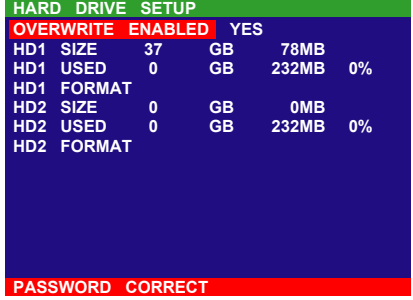 HARD DRIVE SETUP
OVERWRITE ENABLED YES
HD1 SIZE 37 GB 78MB
HD1 USED 0 GB 232MB 0%
HD1 FORMAT
HD2 SIZE 0 GB 0MB
HD2 USED 0 GB 232MB 0%
HD2 FORMAT
PASSWORD CORRECT